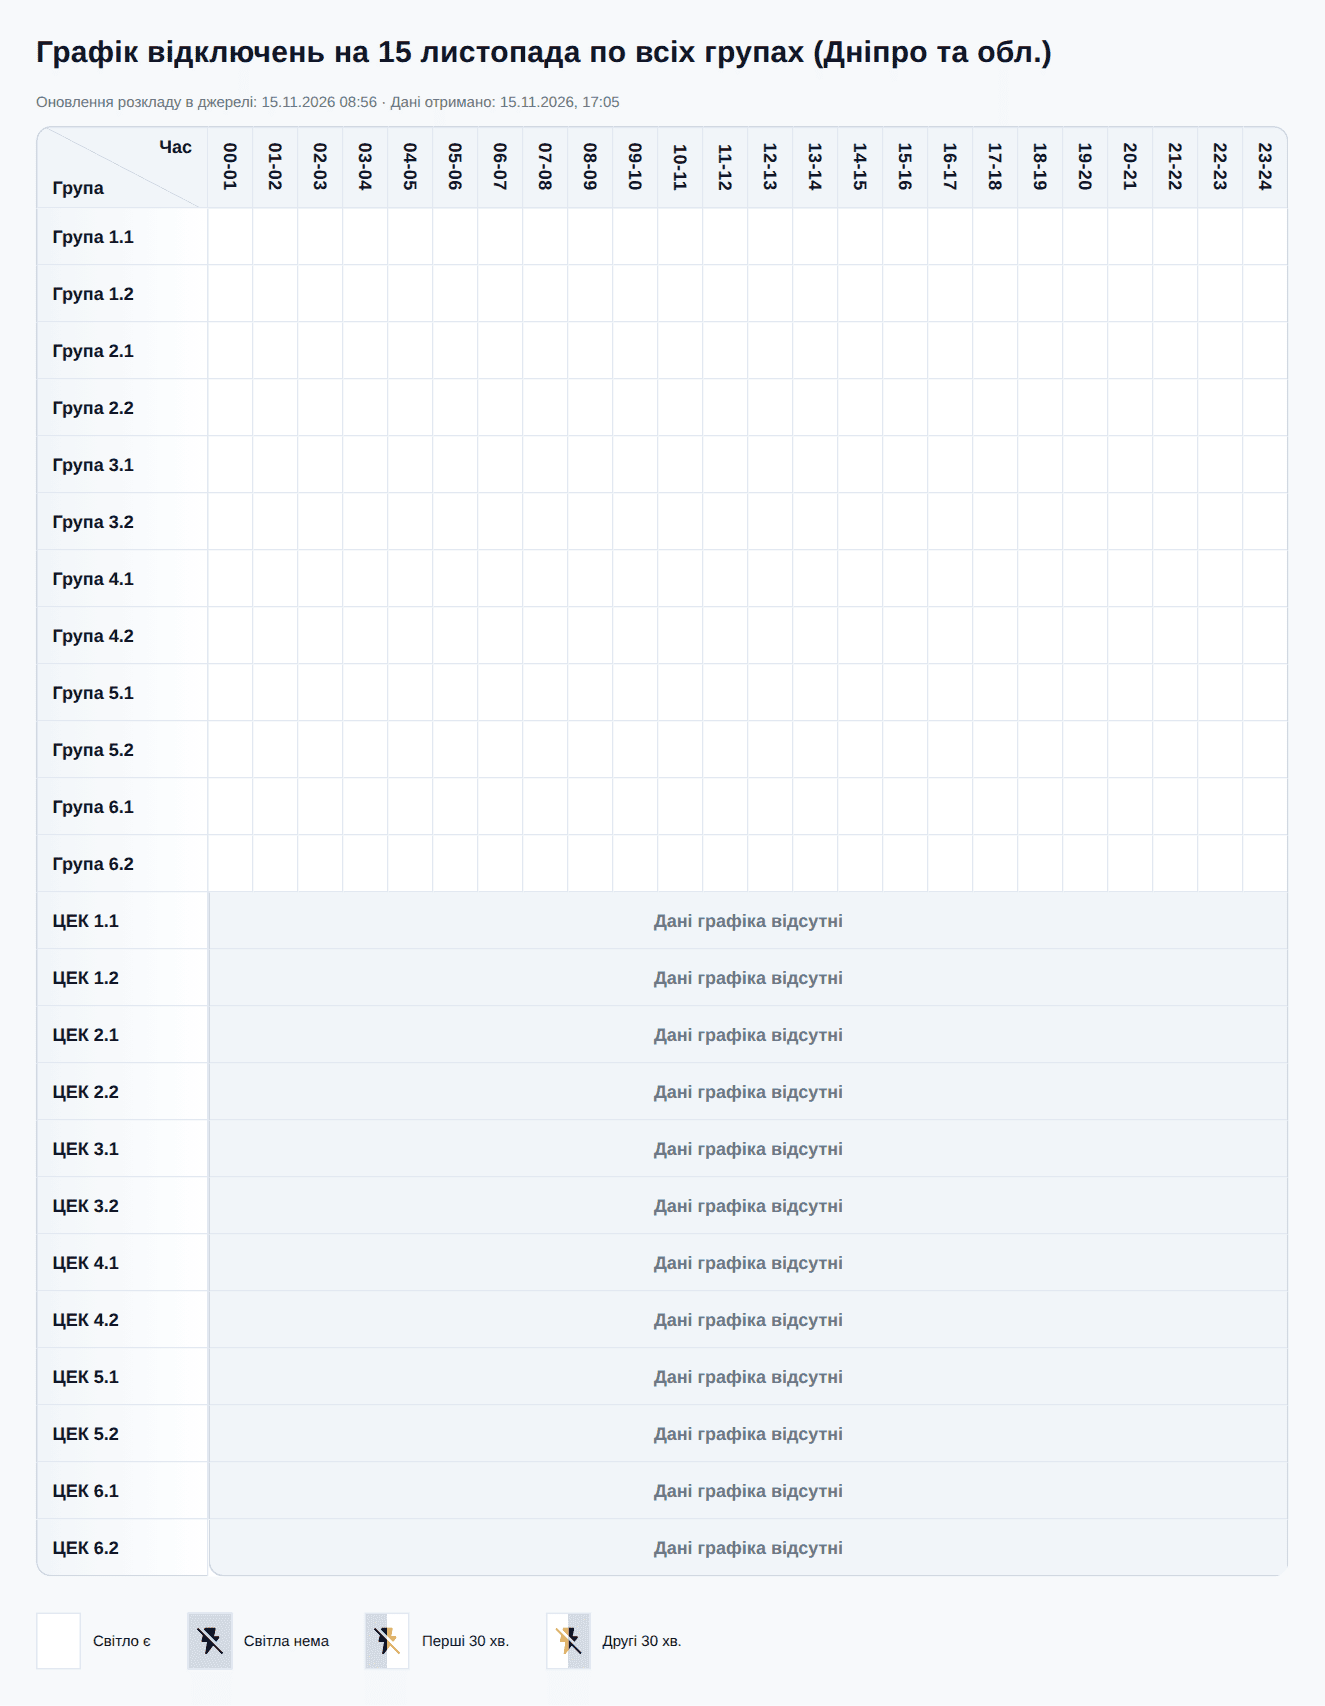 Графік відключень на 15 листопада по всіх групах (Дніпро та обл.)
Оновлення розкладу в джерелі: 15.11.2026 08:56 · Дані отримано: 15.11.2026, 17:05
Час
Група
00-01 01-02 02-03 03-04 04-05 05-06 06-07 07-08 08-09 09-10 10-11 11-12 12-13 13-14 14-15 15-16 16-17 17-18 18-19 19-20 20-21 21-22 22-23 23-24
Група 1.1
Група 1.2
Група 2.1
Група 2.2
Група 3.1
Група 3.2
Група 4.1
Група 4.2
Група 5.1
Група 5.2
Група 6.1
Група 6.2
ЦЕК 1.1 Дані графіка відсутні
ЦЕК 1.2 Дані графіка відсутні
ЦЕК 2.1 Дані графіка відсутні
ЦЕК 2.2 Дані графіка відсутні
ЦЕК 3.1 Дані графіка відсутні
ЦЕК 3.2 Дані графіка відсутні
ЦЕК 4.1 Дані графіка відсутні
ЦЕК 4.2 Дані графіка відсутні
ЦЕК 5.1 Дані графіка відсутні
ЦЕК 5.2 Дані графіка відсутні
ЦЕК 6.1 Дані графіка відсутні
ЦЕК 6.2 Дані графіка відсутні
Світло є Світла нема Перші 30 хв. Другі 30 хв.